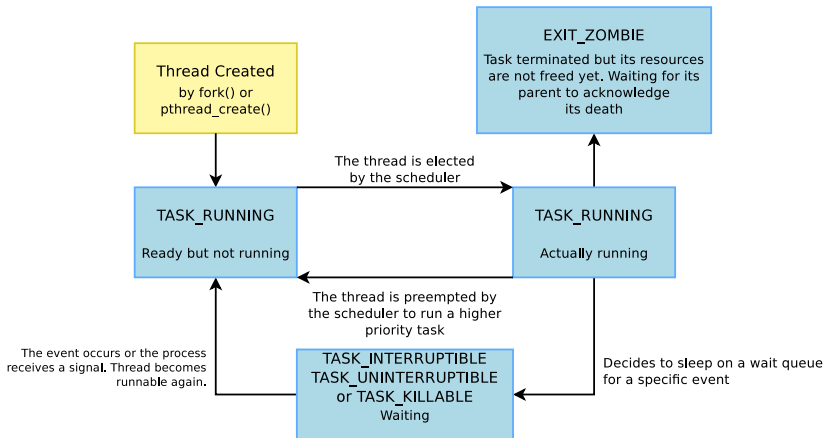 Thread Created
by fork() or
pthread_create()
EXIT_ZOMBIE
Task terminated but its resources
are not freed yet. Waiting for its
parent to acknowledge
its death
The thread is elected
by the scheduler
TASK_RUNNING
Ready but not running
TASK_RUNNING
Actually running
The thread is preempted by
the scheduler to run a higher
priority task
The event occurs or the process
receives a signal. Thread becomes
runnable again.
TASK_INTERRUPTIBLE
TASK_UNINTERRUPTIBLE
or TASK_KILLABLE
Waiting
Decides to sleep on a wait queue
for a specific event